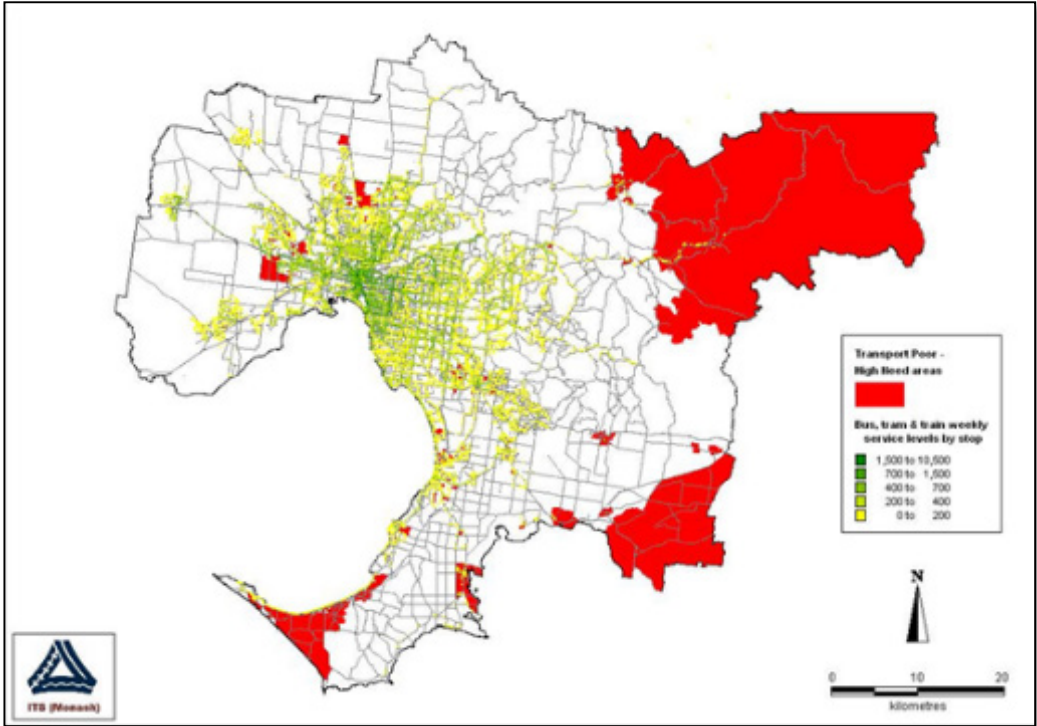 Transport Poor -
High Need areas
Bus, tram & train weekly
service levels by stop
1,500 to 10,500
700 to 1,500
400 to 700
200 to 400
0 to 200
N
0 10 20
kilometres
ITS (Monash)